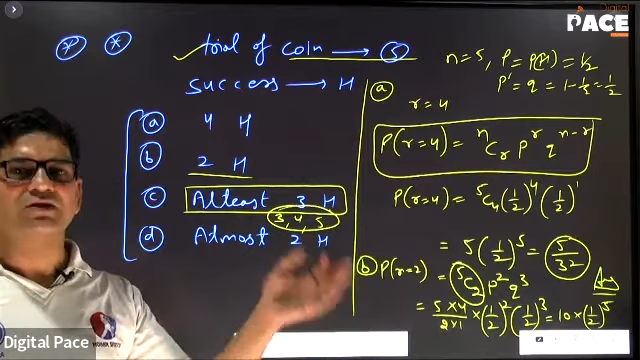 Digital
PACE
P *
trial of coin → 5
success → H
a 4 H
b 2 H
c Atleast 3 H
3, 4, 5
d Atmost 2 H
n = 5, P = P(H) = 1/2
P' = q = 1 - 1/2 = 1/2
a r = 4
P(r = 4) = ⁿCᵣ pʳ qⁿ⁻ʳ
P(r = 4) = ⁵C₄ (1/2)⁴ (1/2)¹
= 5 (1/2)⁵ = 5/32 Ans
b P(r = 2) = ⁵C₂ p² q³
= 5 × 4 / 2 × 1 × (1/2)² (1/2)³ = 10 × (1/2)⁵
Digital Pace